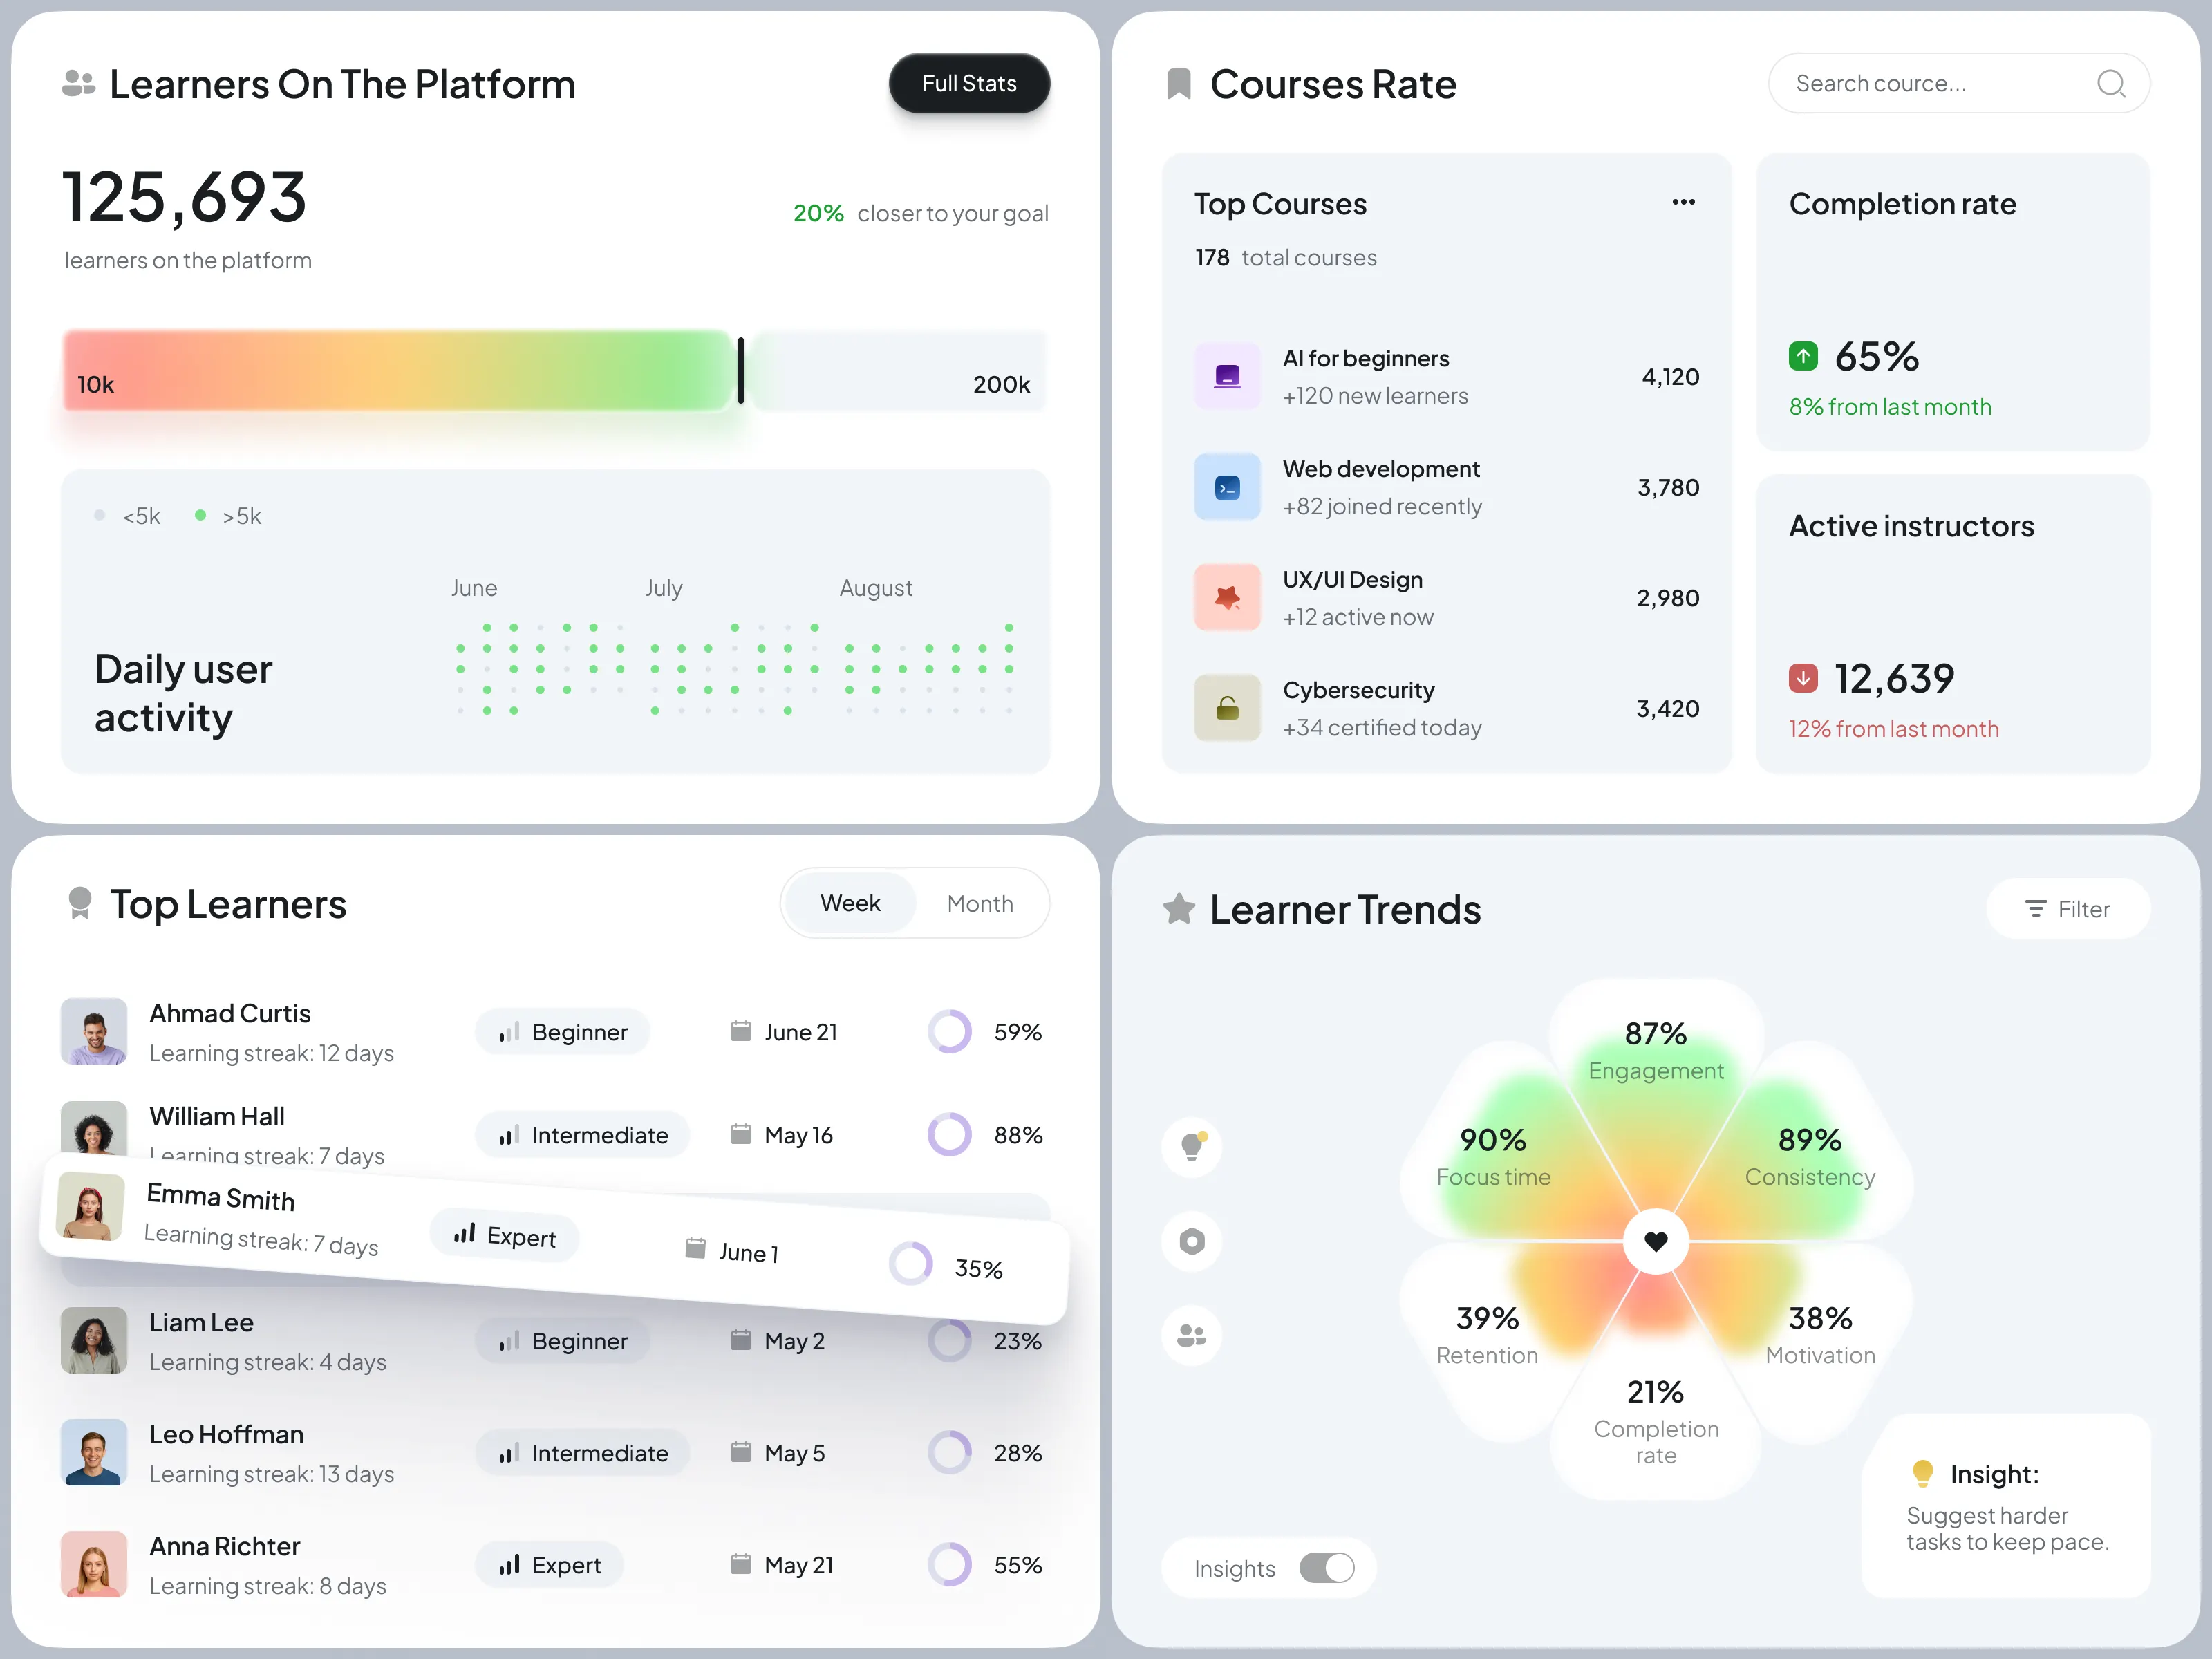 Learners On The Platform
Full Stats
125,693
learners on the platform
20% closer to your goal
10k
200k
<5k
>5k
June
July
August
Daily user
activity
Courses Rate
Search cource...
Top Courses
178 total courses
AI for beginners
+120 new learners
4,120
Web development
+82 joined recently
3,780
UX/UI Design
+12 active now
2,980
Cybersecurity
+34 certified today
3,420
Completion rate
65%
8% from last month
Active instructors
12,639
12% from last month
Top Learners
Week
Month
Ahmad Curtis
Learning streak: 12 days
Beginner
June 21
59%
William Hall
Learning streak: 7 days
Intermediate
May 16
88%
Emma Smith
Learning streak: 7 days
Expert
June 1
35%
Liam Lee
Learning streak: 4 days
Beginner
May 2
23%
Leo Hoffman
Learning streak: 13 days
Intermediate
May 5
28%
Anna Richter
Learning streak: 8 days
Expert
May 21
55%
Learner Trends
Filter
87%
Engagement
90%
Focus time
89%
Consistency
39%
Retention
38%
Motivation
21%
Completion
rate
Insight:
Suggest harder
tasks to keep pace.
Insights